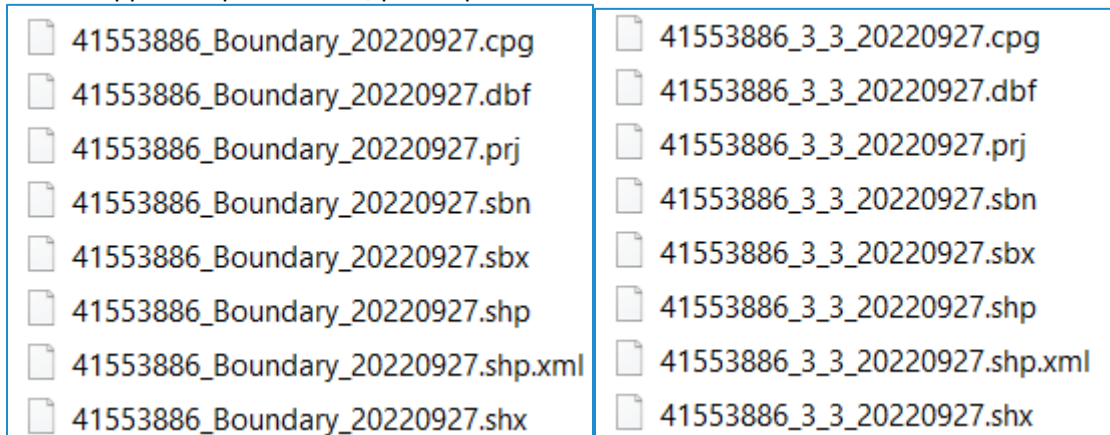 41553886_Boundary_20220927.cpg
41553886_Boundary_20220927.dbf
41553886_Boundary_20220927.prj
41553886_Boundary_20220927.sbn
41553886_Boundary_20220927.sbx
41553886_Boundary_20220927.shp
41553886_Boundary_20220927.shp.xml
41553886_Boundary_20220927.shx
41553886_3_3_20220927.cpg
41553886_3_3_20220927.dbf
41553886_3_3_20220927.prj
41553886_3_3_20220927.sbn
41553886_3_3_20220927.sbx
41553886_3_3_20220927.shp
41553886_3_3_20220927.shp.xml
41553886_3_3_20220927.shx